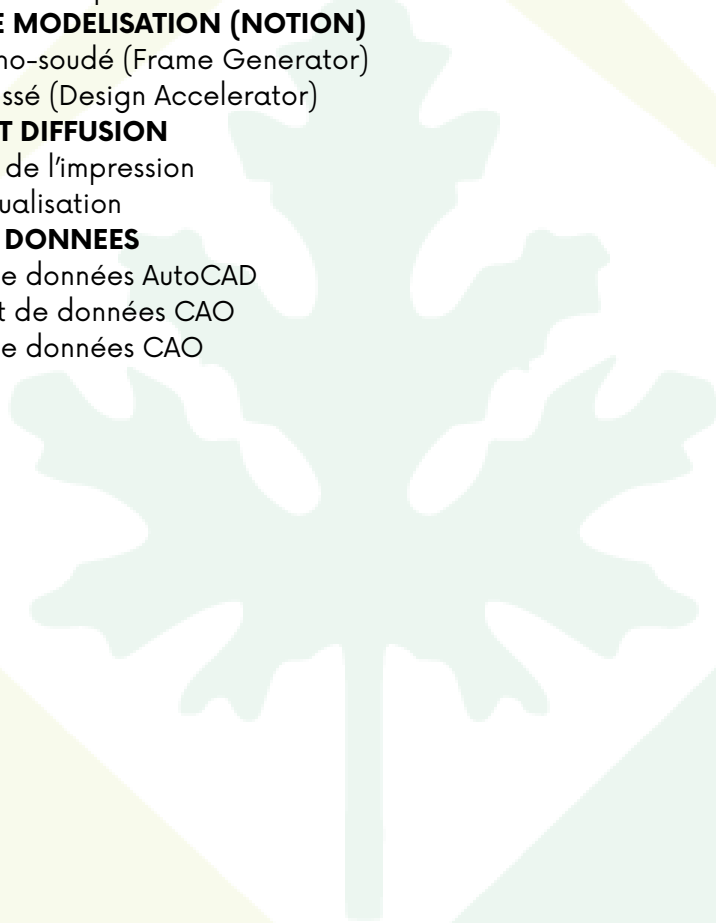 E MODELISATION (NOTION)
no-soudé (Frame Generator)
ssé (Design Accelerator)
T DIFFUSION
de l'impression
ualisation
DONNEES
e données AutoCAD
t de données CAO
e données CAO